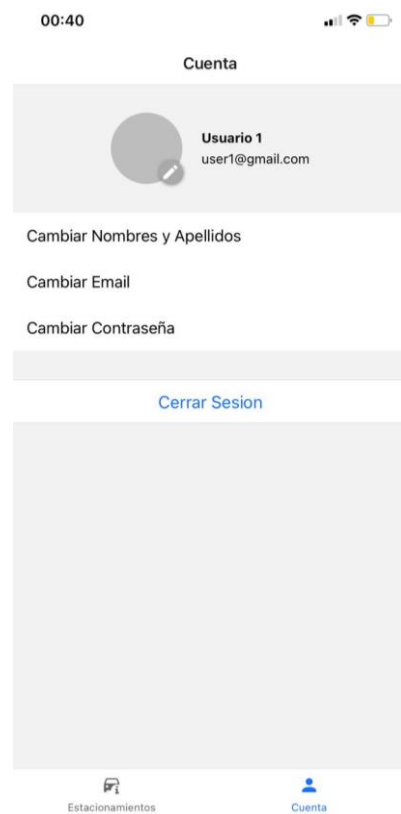 00:40
Cuenta
Usuario 1
user1@gmail.com
Cambiar Nombres y Apellidos
Cambiar Email
Cambiar Contraseña
Cerrar Sesion
Estacionamientos
Cuenta